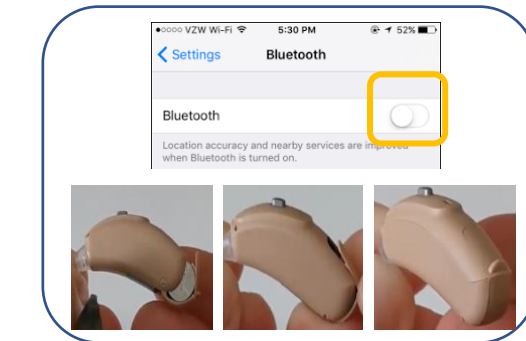 VZW Wi-Fi 5:30 PM 52%
Settings Bluetooth
Bluetooth
Location accuracy and nearby services are improved
when Bluetooth is turned on.